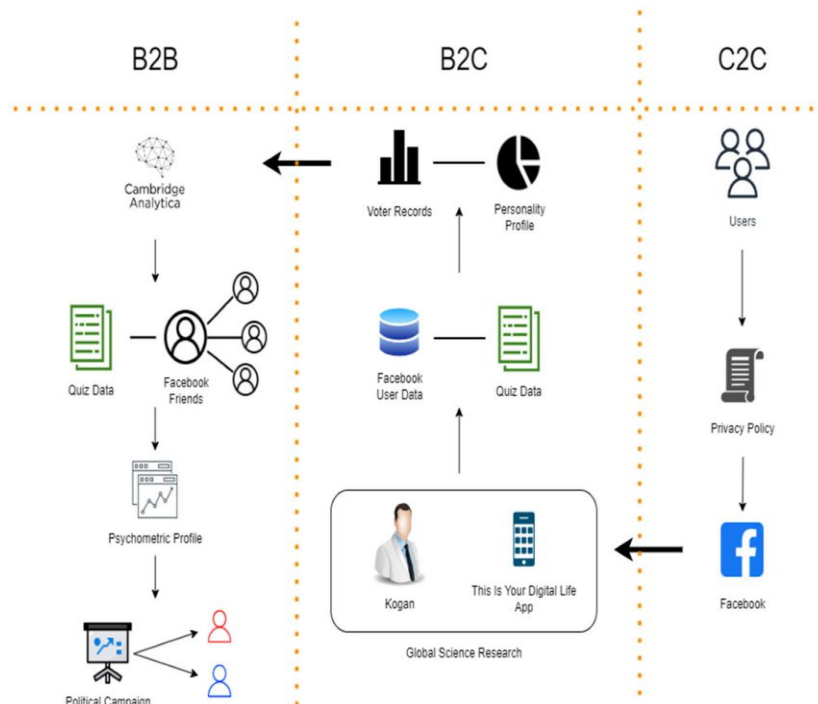 B2B
B2C
C2C
Cambridge
Analytica
Voter Records
Personality
Profile
Users
Quiz Data
Facebook
Friends
Facebook
User Data
Quiz Data
Privacy Policy
Psychometric Profile
Kogan
This Is Your Digital Life
App
Facebook
Global Science Research
Political Campaign